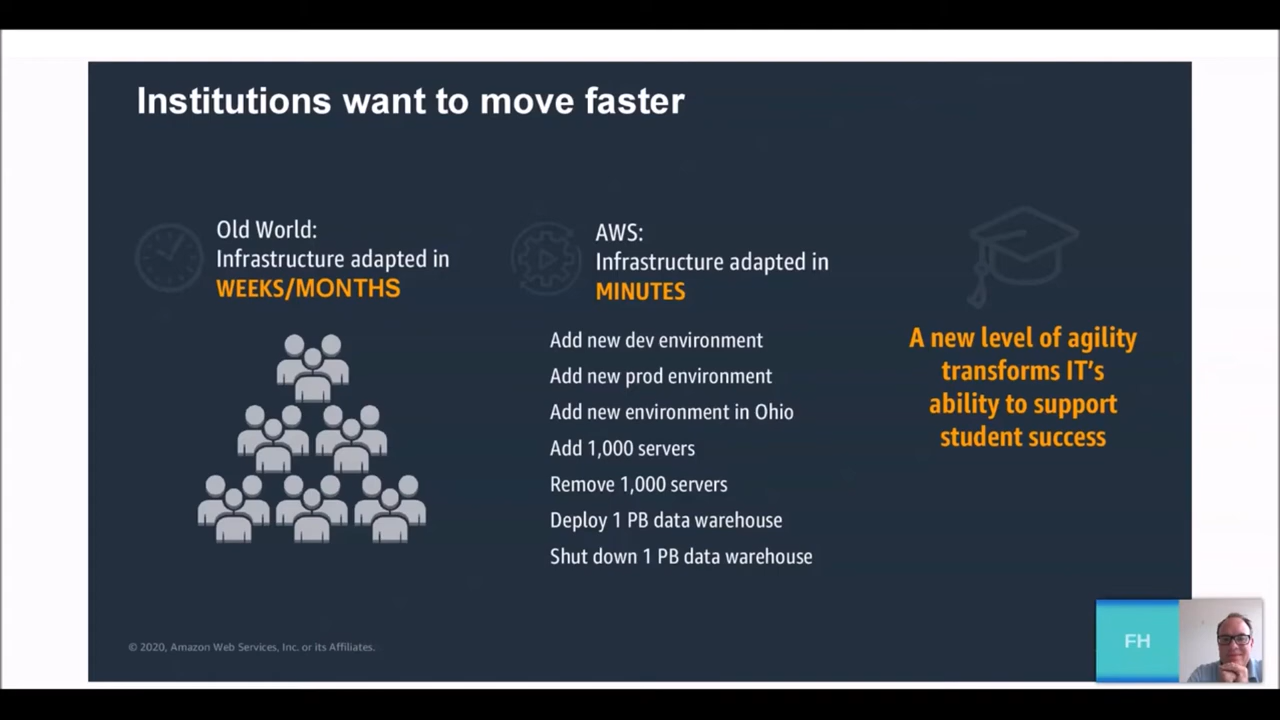 Institutions want to move faster
Old World:
Infrastructure adapted in
WEEKS/MONTHS
AWS:
Infrastructure adapted in
MINUTES
Add new dev environment
Add new prod environment
Add new environment in Ohio
Add 1,000 servers
Remove 1,000 servers
Deploy 1 PB data warehouse
Shut down 1 PB data warehouse
A new level of agility
transforms IT's
ability to support
student success
© 2020, Amazon Web Services, Inc. or its Affiliates.
FH